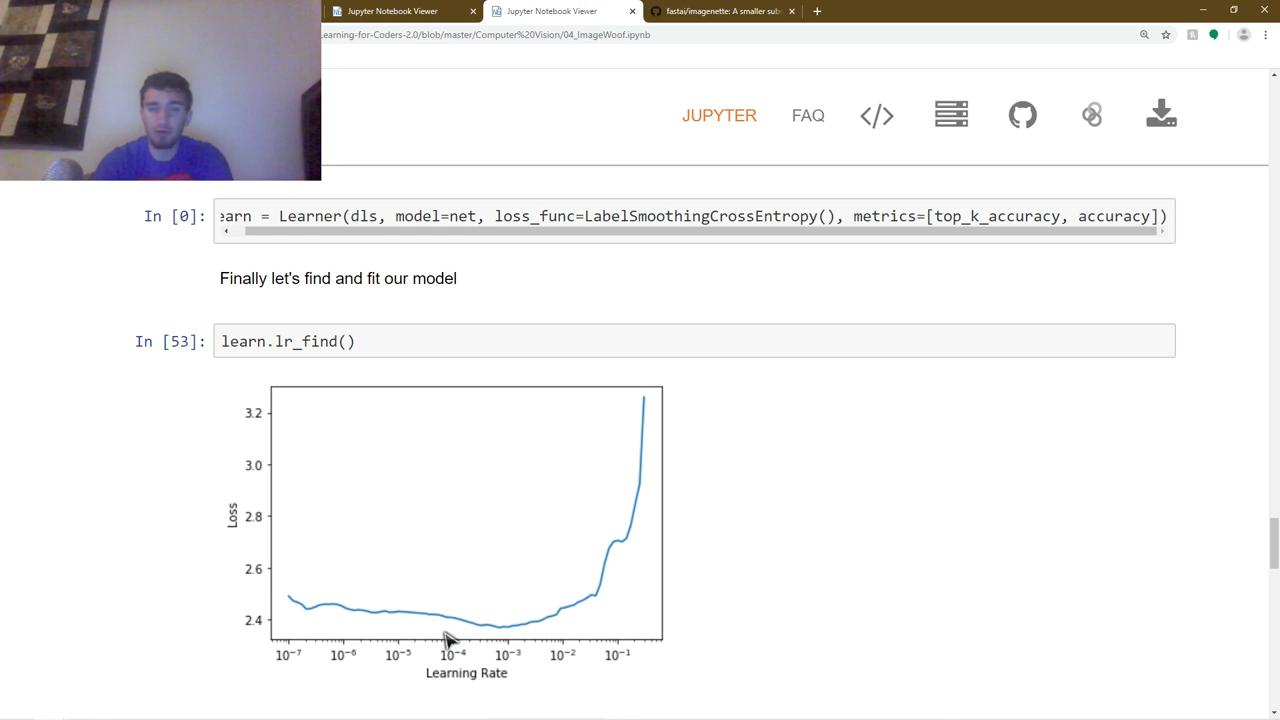 Jupyter Notebook Viewer
Jupyter Notebook Viewer
fastai/imagenette: A smaller sub
earning-for-Coders-2.0/blob/master/Computer%20Vision/04_ImageWoof.ipynb
JUPYTER
FAQ
In [0]:
earn = Learner(dls, model=net, loss_func=LabelSmoothingCrossEntropy(), metrics=[top_k_accuracy, accuracy])
Finally let's find and fit our model
In [53]:
learn.lr_find()
3.2
3.0
2.8
2.6
2.4
Loss
10⁻⁷ 10⁻⁶ 10⁻⁵ 10⁻⁴ 10⁻³ 10⁻² 10⁻¹
Learning Rate